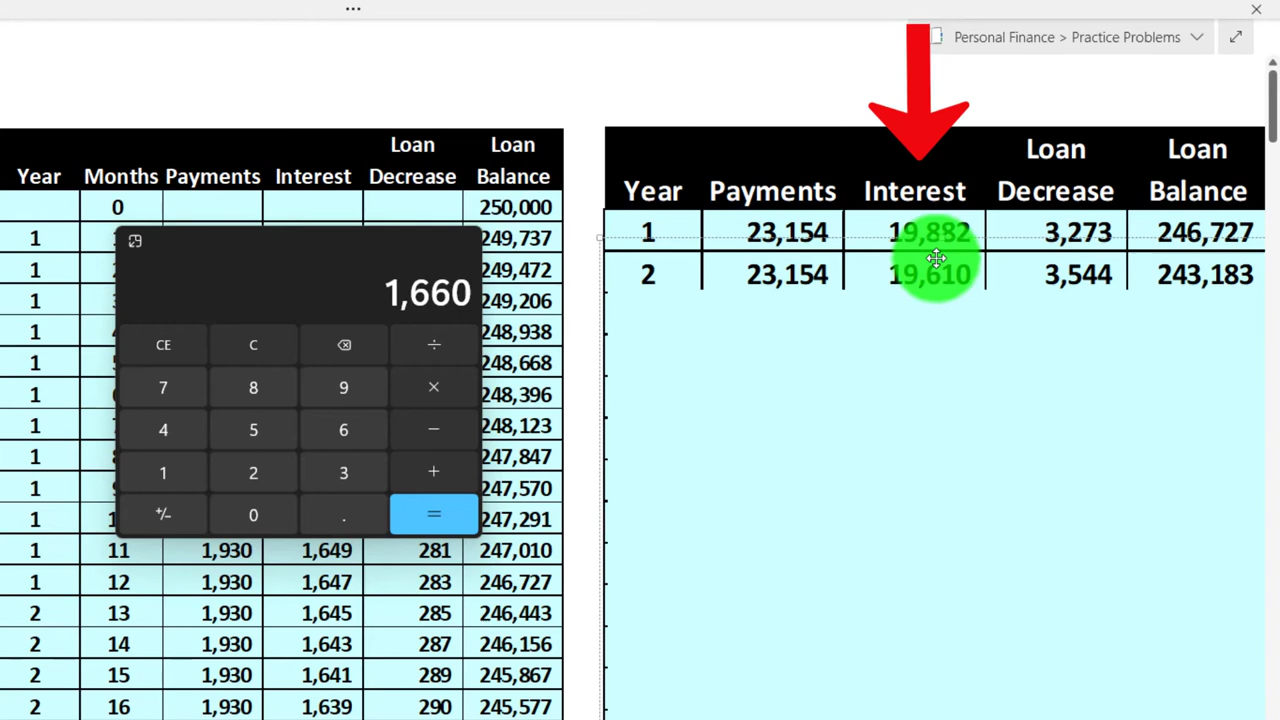 Personal Finance > Practice Problems
Year Months Payments Interest Loan Decrease Loan Balance
0 250,000
1 249,737
1 249,472
1 249,206
1 248,938
1 248,668
1 248,396
1 248,123
1 247,847
1 247,570
1 247,291
1 11 1,930 1,649 281 247,010
1 12 1,930 1,647 283 246,727
2 13 1,930 1,645 285 246,443
2 14 1,930 1,643 287 246,156
2 15 1,930 1,641 289 245,867
2 16 1,930 1,639 290 245,577
1,660
CE C ÷
7 8 9 ×
4 5 6 −
1 2 3 +
+/− 0 . =
Year Payments Interest Loan Decrease Loan Balance
1 23,154 19,882 3,273 246,727
2 23,154 19,610 3,544 243,183